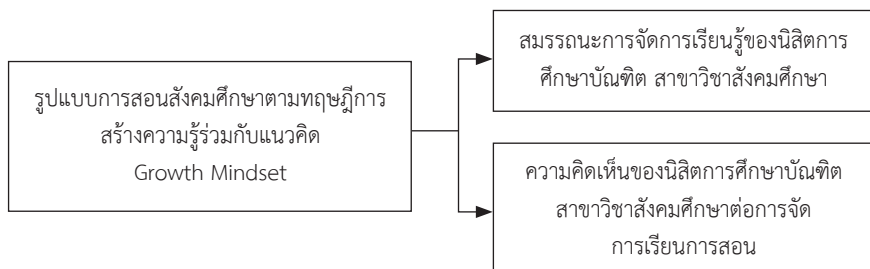 รูปแบบการสอนสังคมศึกษาตามทฤษฎีการ
สร้างความรู้ร่วมกับแนวคิด
Growth Mindset
สมรรถนะการจัดการเรียนรู้ของนิสิตการ
ศึกษาบัณฑิต สาขาวิชาสังคมศึกษา
ความคิดเห็นของนิสิตการศึกษาบัณฑิต
สาขาวิชาสังคมศึกษาต่อการจัด
การเรียนการสอน